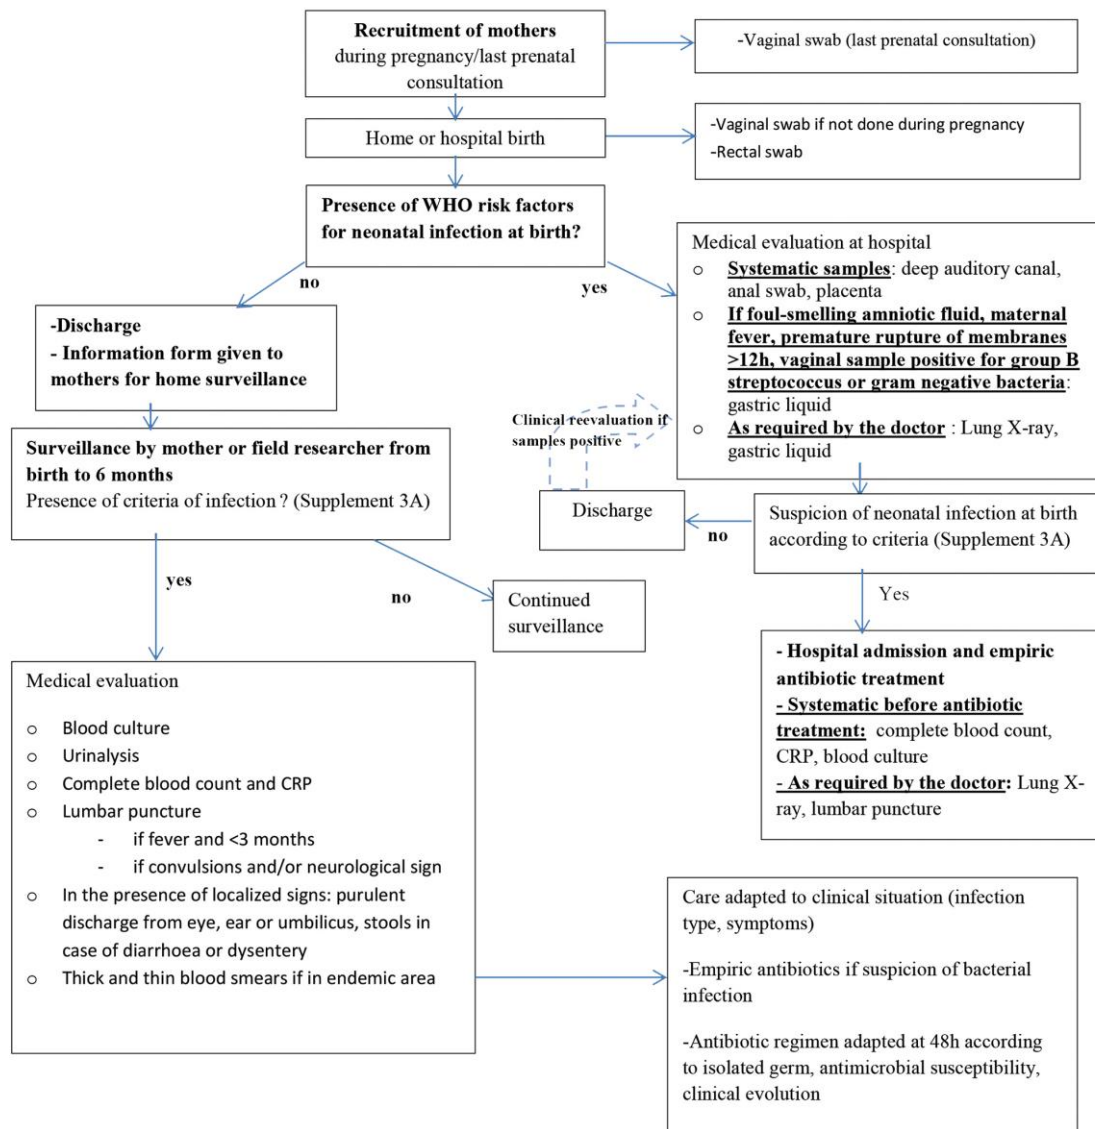 Recruitment of mothers
during pregnancy/last prenatal
consultation
-Vaginal swab (last prenatal consultation)
Home or hospital birth
-Vaginal swab if not done during pregnancy
-Rectal swab
Presence of WHO risk factors
for neonatal infection at birth?
no
yes
Medical evaluation at hospital
o Systematic samples: deep auditory canal,
anal swab, placenta
o If foul-smelling amniotic fluid, maternal
fever, premature rupture of membranes
>12h, vaginal sample positive for group B
streptococcus or gram negative bacteria:
gastric liquid
o As required by the doctor : Lung X-ray,
gastric liquid
-Discharge
- Information form given to
mothers for home surveillance
Clinical reevaluation if
samples positive
Surveillance by mother or field researcher from
birth to 6 months
Presence of criteria of infection ? (Supplement 3A)
Discharge
no
Suspicion of neonatal infection at birth
according to criteria (Supplement 3A)
yes
no
Continued
surveillance
Yes
- Hospital admission and empiric
antibiotic treatment
- Systematic before antibiotic
treatment: complete blood count,
CRP, blood culture
- As required by the doctor: Lung X-
ray, lumbar puncture
Medical evaluation
o Blood culture
o Urinalysis
o Complete blood count and CRP
o Lumbar puncture
- if fever and <3 months
- if convulsions and/or neurological sign
o In the presence of localized signs: purulent
discharge from eye, ear or umbilicus, stools in
case of diarrhoea or dysentery
o Thick and thin blood smears if in endemic area
Care adapted to clinical situation (infection
type, symptoms)
-Empiric antibiotics if suspicion of bacterial
infection
-Antibiotic regimen adapted at 48h according
to isolated germ, antimicrobial susceptibility,
clinical evolution